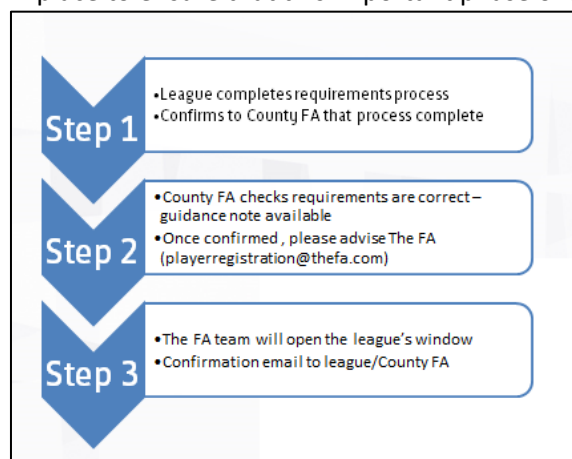 Step 1
•League completes requirements process
•Confirms to County FA that process complete
Step 2
•County FA checks requirements are correct –
guidance note available
•Once confirmed , please advise The FA
(playerregistration@thefa.com)
Step 3
•The FA team will open the league's window
•Confirmation email to league/County FA